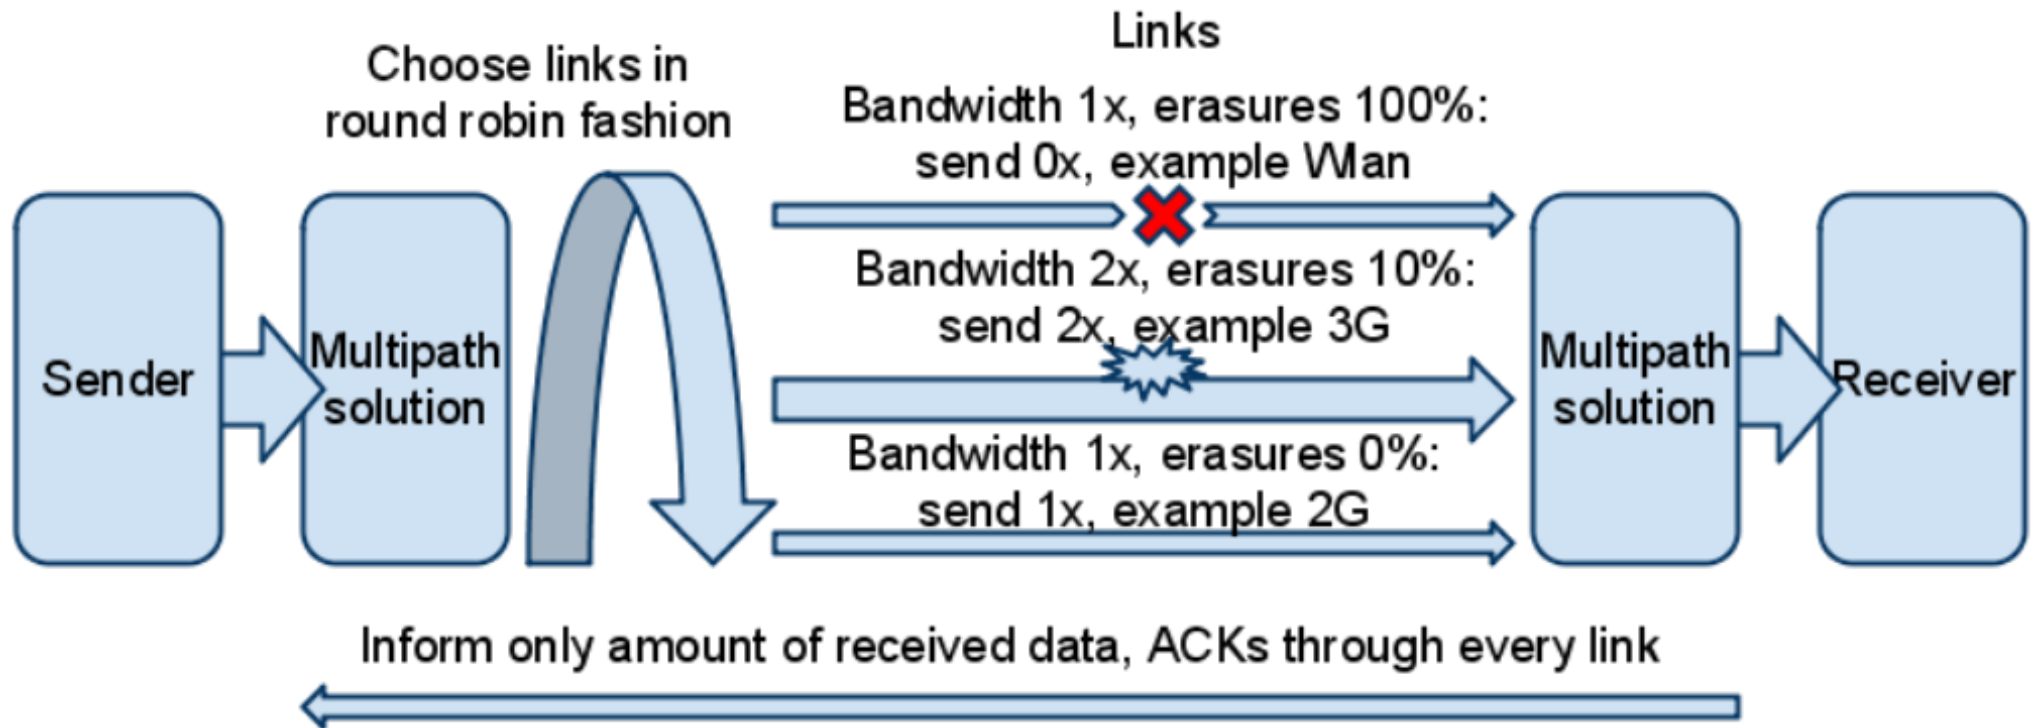 Links
Choose links in
round robin fashion
Bandwidth 1x, erasures 100%:
send 0x, example Wlan
Bandwidth 2x, erasures 10%:
send 2x, example 3G
Bandwidth 1x, erasures 0%:
send 1x, example 2G
Sender
Multipath
solution
Multipath
solution
Receiver
Inform only amount of received data, ACKs through every link